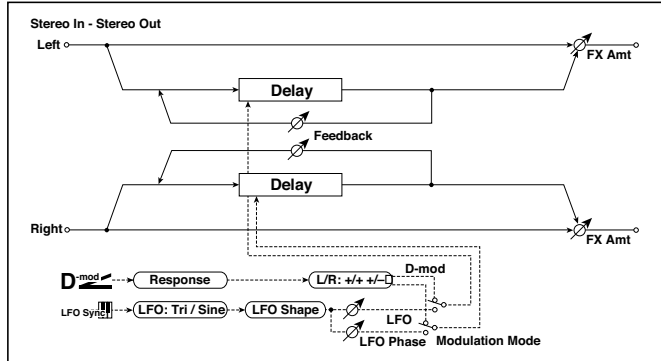 Stereo In - Stereo Out
Left
FX Amt
Delay
Feedback
Delay
Right
FX Amt
D-mod
D-mod
Response
L/R: +/+ +/–
LFO Sync
LFO: Tri / Sine
LFO Shape
LFO
LFO Phase
Modulation Mode